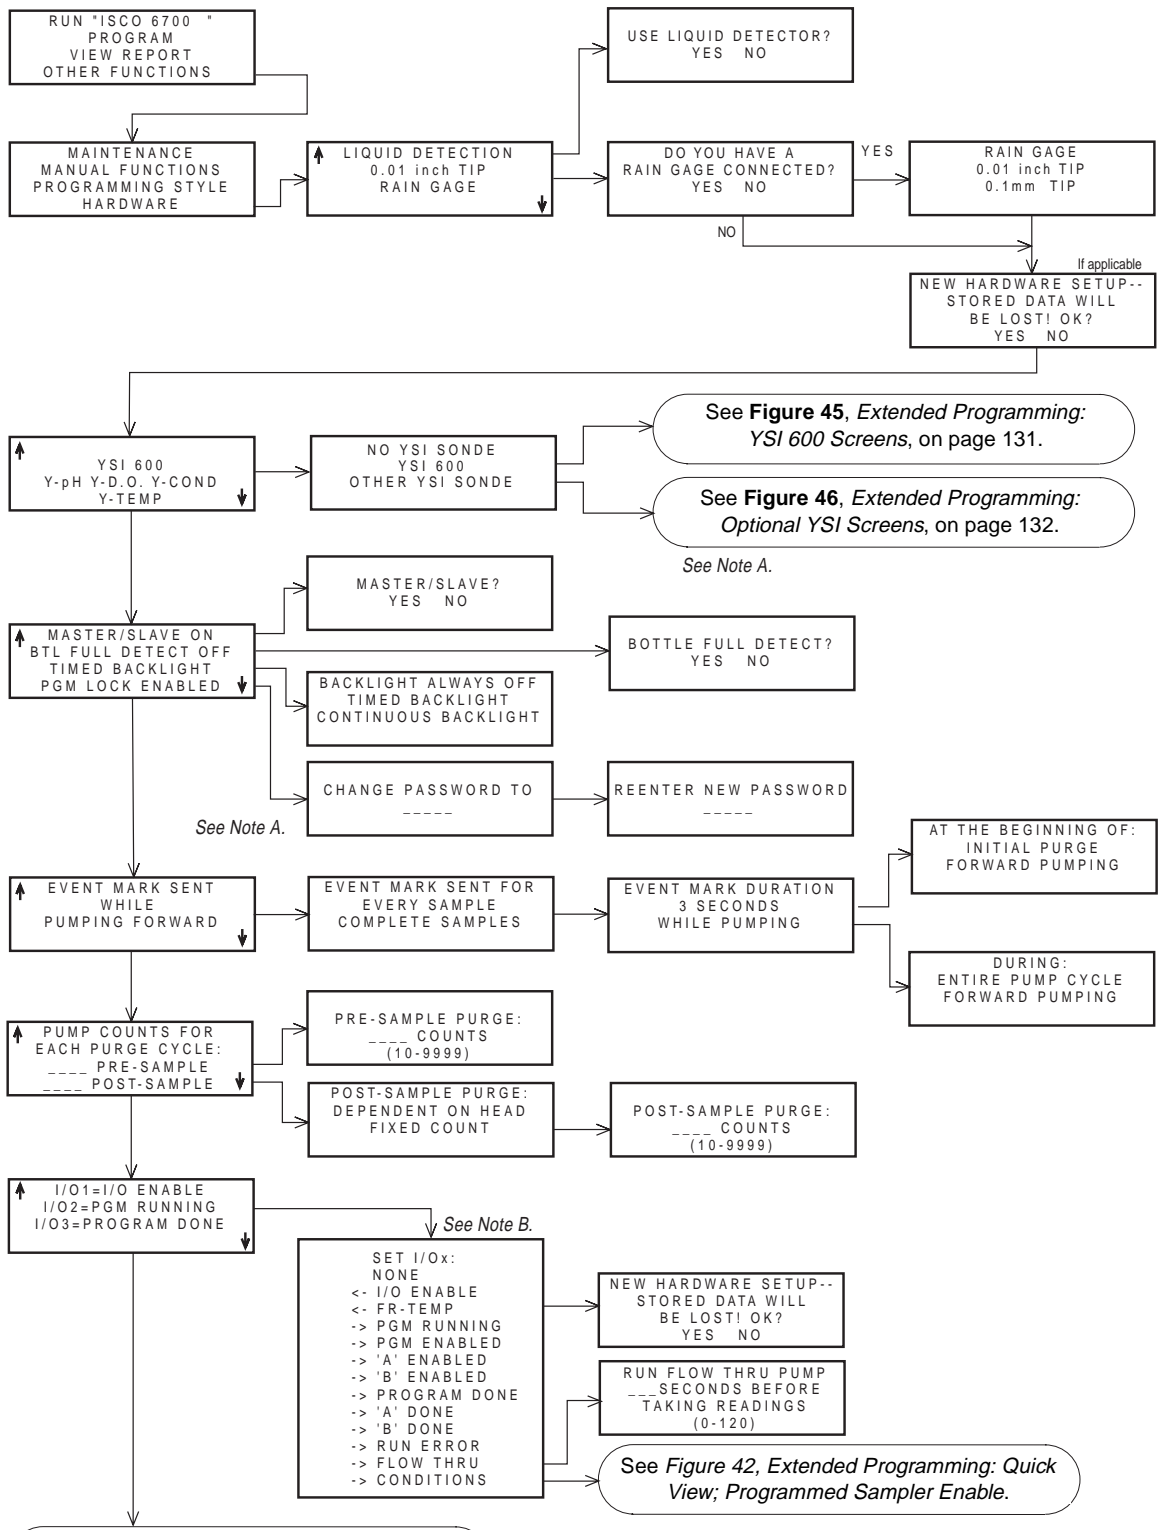 RUN "ISCO 6700 "
PROGRAM
VIEW REPORT
OTHER FUNCTIONS
USE LIQUID DETECTOR?
YES NO
MAINTENANCE
MANUAL FUNCTIONS
PROGRAMMING STYLE
HARDWARE
LIQUID DETECTION
0.01 inch TIP
RAIN GAGE
DO YOU HAVE A
RAIN GAGE CONNECTED?
YES NO
YES
RAIN GAGE
0.01 inch TIP
0.1mm TIP
NO
If applicable
NEW HARDWARE SETUP--
STORED DATA WILL
BE LOST! OK?
YES NO
YSI 600
Y-pH Y-D.O. Y-COND
Y-TEMP
NO YSI SONDE
YSI 600
OTHER YSI SONDE
See Figure 45, Extended Programming:
YSI 600 Screens, on page 131.
See Figure 46, Extended Programming:
Optional YSI Screens, on page 132.
See Note A.
MASTER/SLAVE ON
BTL FULL DETECT OFF
TIMED BACKLIGHT
PGM LOCK ENABLED
MASTER/SLAVE?
YES NO
BOTTLE FULL DETECT?
YES NO
BACKLIGHT ALWAYS OFF
TIMED BACKLIGHT
CONTINUOUS BACKLIGHT
CHANGE PASSWORD TO
_____
REENTER NEW PASSWORD
_____
See Note A.
EVENT MARK SENT
WHILE
PUMPING FORWARD
EVENT MARK SENT FOR
EVERY SAMPLE
COMPLETE SAMPLES
EVENT MARK DURATION
3 SECONDS
WHILE PUMPING
AT THE BEGINNING OF:
INITIAL PURGE
FORWARD PUMPING
DURING:
ENTIRE PUMP CYCLE
FORWARD PUMPING
PUMP COUNTS FOR
EACH PURGE CYCLE:
____ PRE-SAMPLE
____ POST-SAMPLE
PRE-SAMPLE PURGE:
____ COUNTS
(10-9999)
POST-SAMPLE PURGE:
DEPENDENT ON HEAD
FIXED COUNT
POST-SAMPLE PURGE:
____ COUNTS
(10-9999)
I/O1=I/O ENABLE
I/O2=PGM RUNNING
I/O3=PROGRAM DONE
See Note B.
SET I/Ox:
NONE
<- I/O ENABLE
<- FR-TEMP
-> PGM RUNNING
-> PGM ENABLED
-> 'A' ENABLED
-> 'B' ENABLED
-> PROGRAM DONE
-> 'A' DONE
-> 'B' DONE
-> RUN ERROR
-> FLOW THRU
-> CONDITIONS
NEW HARDWARE SETUP--
STORED DATA WILL
BE LOST! OK?
YES NO
RUN FLOW THRU PUMP
___SECONDS BEFORE
TAKING READINGS
(0-120)
See Figure 42, Extended Programming: Quick
View; Programmed Sampler Enable.